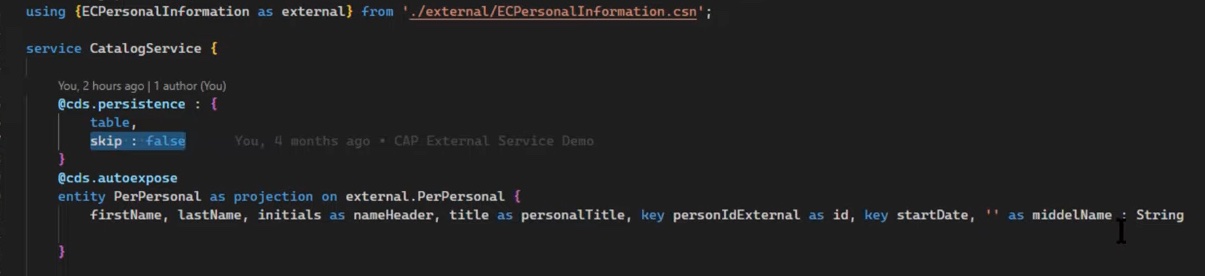 using {ECPersonalInformation as external} from './external/ECPersonalInformation.csn';
service CatalogService {
You, 2 hours ago | 1 author (You)
@cds.persistence : {
table,
skip : false You, 4 months ago • CAP External Service Demo
}
@cds.autoexpose
entity PerPersonal as projection on external.PerPersonal {
firstName, lastName, initials as nameHeader, title as personalTitle, key personIdExternal as id, key startDate, '' as middelName : String
}